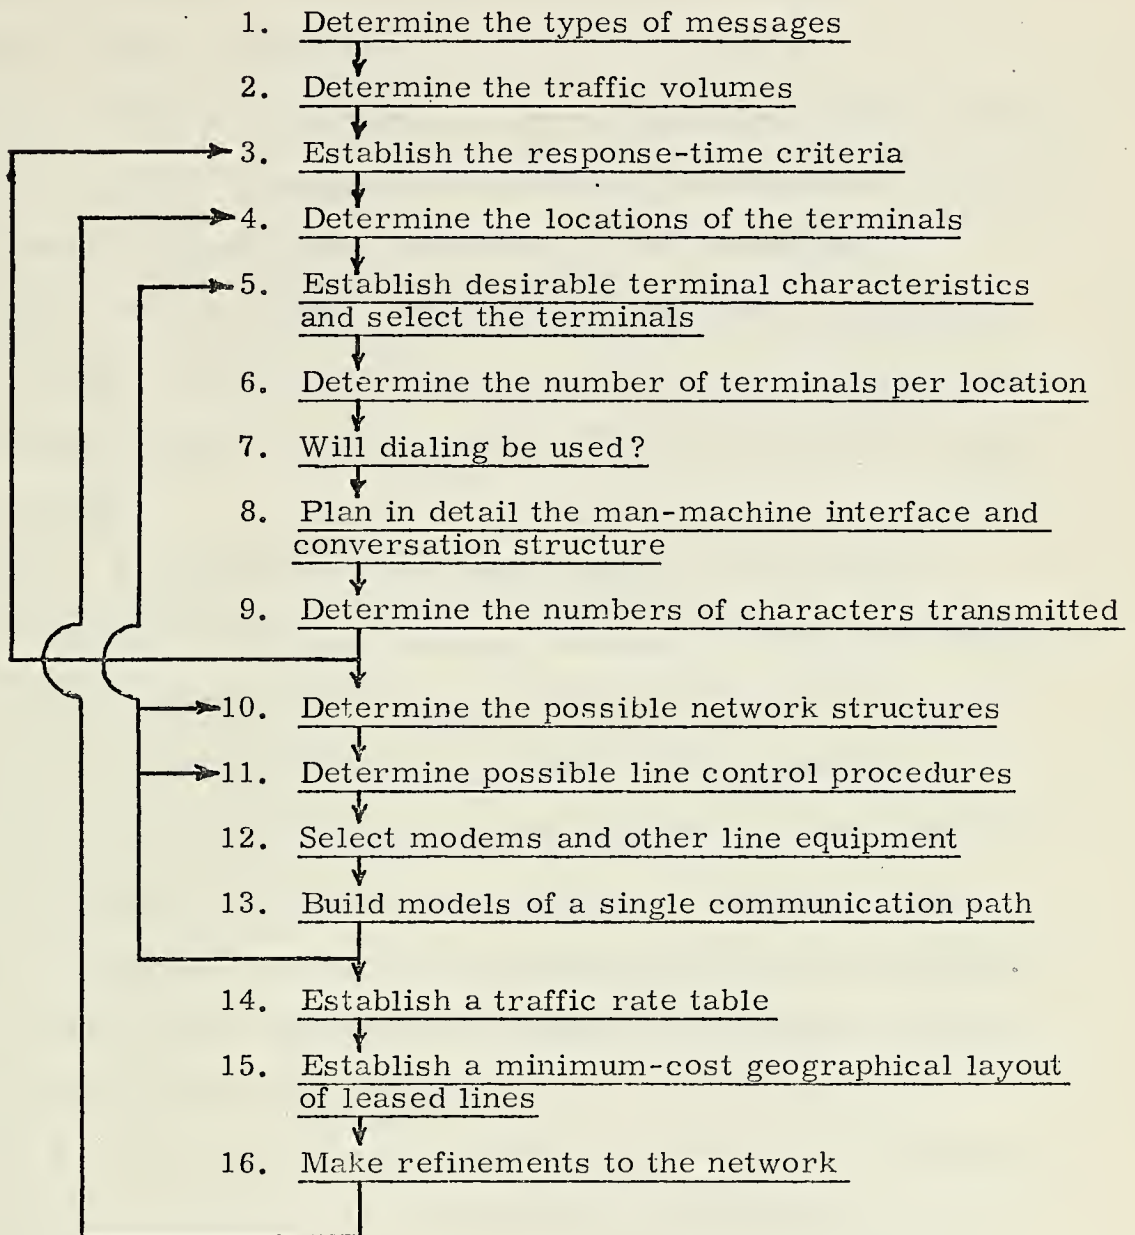 1. Determine the types of messages
2. Determine the traffic volumes
3. Establish the response-time criteria
4. Determine the locations of the terminals
5. Establish desirable terminal characteristics
and select the terminals
6. Determine the number of terminals per location
7. Will dialing be used?
8. Plan in detail the man-machine interface and
conversation structure
9. Determine the numbers of characters transmitted
10. Determine the possible network structures
11. Determine possible line control procedures
12. Select modems and other line equipment
13. Build models of a single communication path
14. Establish a traffic rate table
15. Establish a minimum-cost geographical layout
of leased lines
16. Make refinements to the network